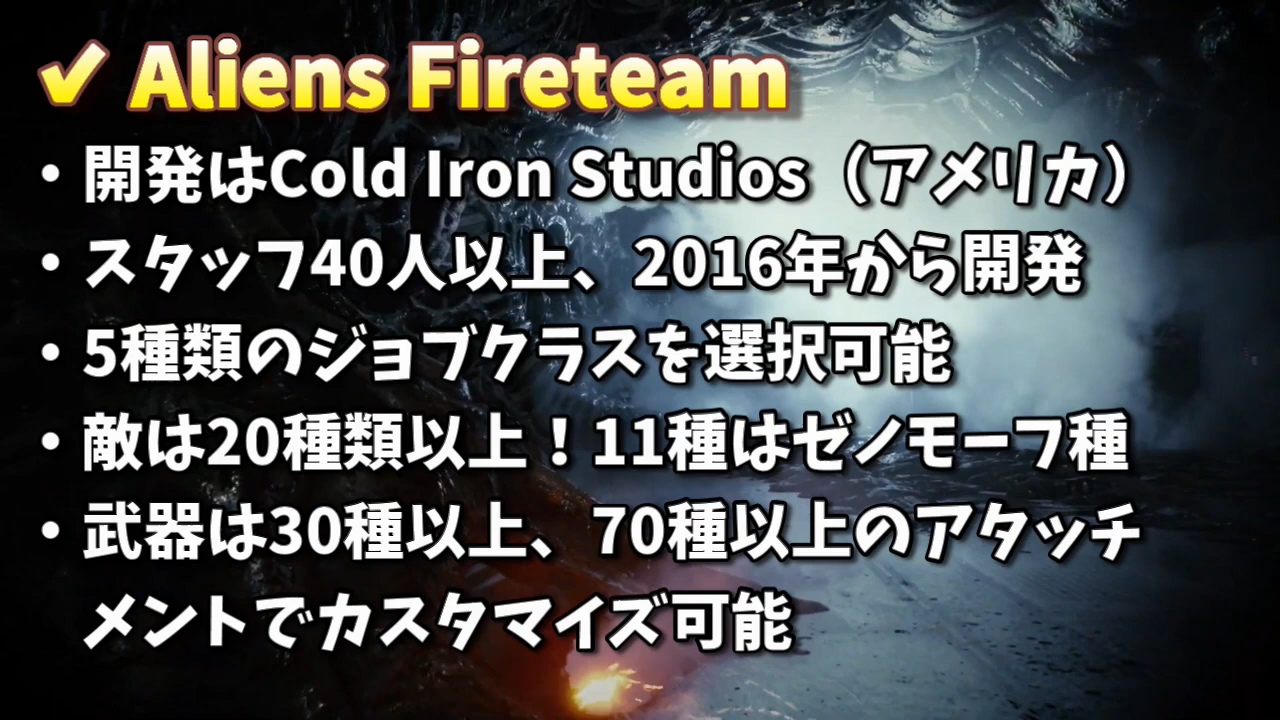 ✓ Aliens Fireteam
・開発はCold Iron Studios（アメリカ）
・スタッフ40人以上、2016年から開発
・5種類のジョブクラスを選択可能
・敵は20種類以上！11種はゼノモーフ種
・武器は30種以上、70種以上のアタッチ
メントでカスタマイズ可能